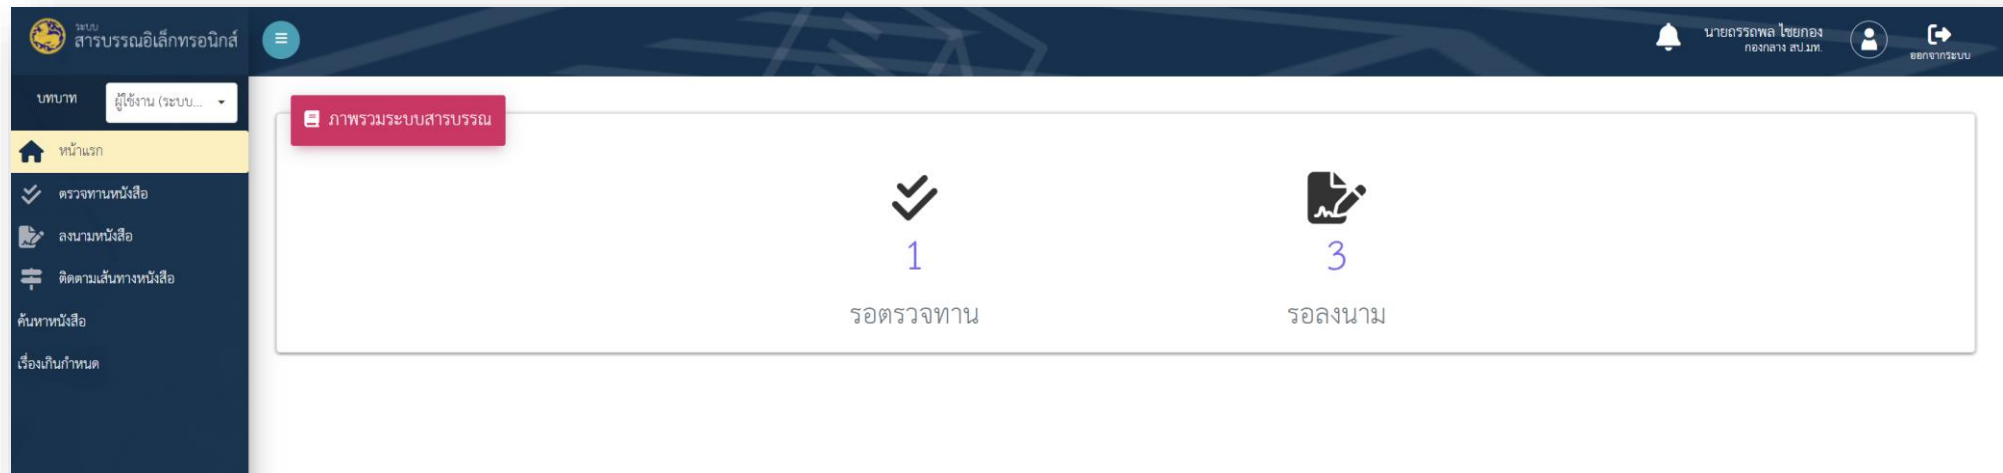 ระบบ
สารบรรณอิเล็กทรอนิกส์
นายถรรถพล ไชยกอง
กองกลาง สป.มท.
ออกจากระบบ
บทบาท
ผู้ใช้งาน (ระบบ...
หน้าแรก
ตรวจทานหนังสือ
ลงนามหนังสือ
ติดตามเส้นทางหนังสือ
ค้นหาหนังสือ
เรื่องเกินกำหนด
ภาพรวมระบบสารบรรณ
1
รอตรวจทาน
3
รอลงนาม